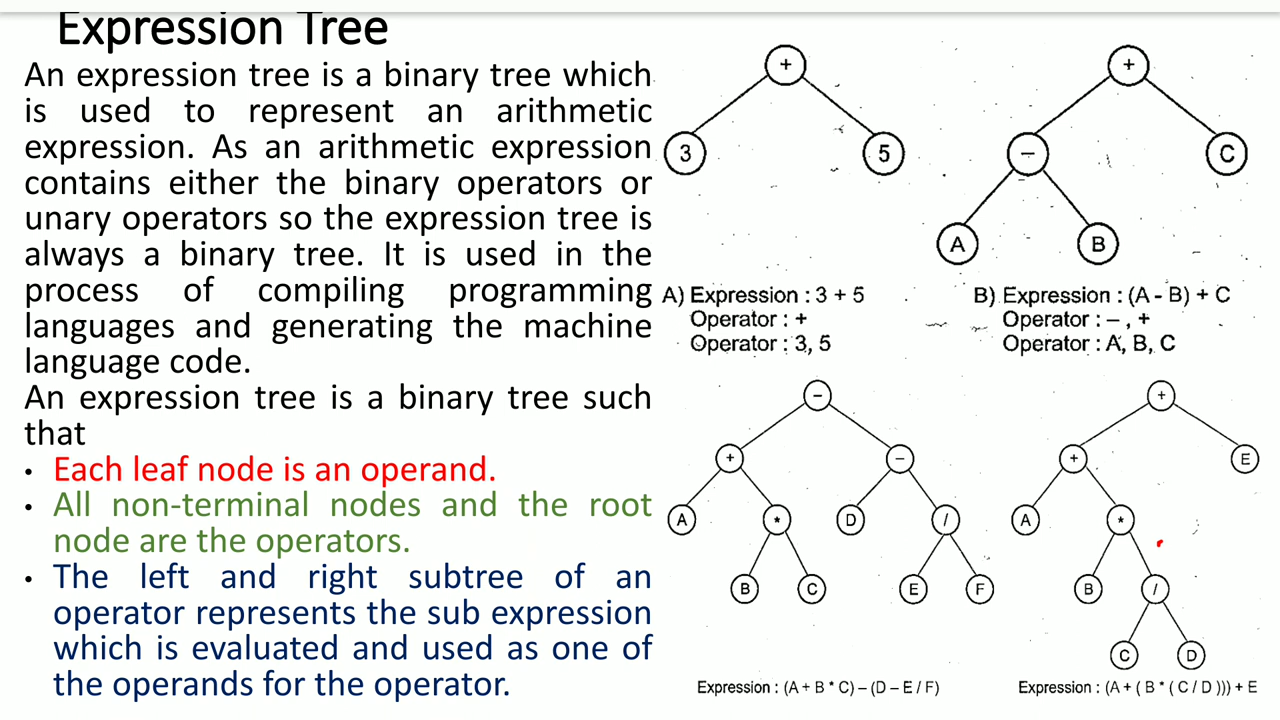 Expression Tree
An expression tree is a binary tree which
is used to represent an arithmetic
expression. As an arithmetic expression
contains either the binary operators or
unary operators so the expression tree is
always a binary tree. It is used in the
process of compiling programming
languages and generating the machine
language code.
An expression tree is a binary tree such
that
• Each leaf node is an operand.
• All non-terminal nodes and the root
node are the operators.
• The left and right subtree of an
operator represents the sub expression
which is evaluated and used as one of
the operands for the operator.
+
3 5
A) Expression : 3 + 5
Operator : +
Operator : 3, 5
+
− C
A B
B) Expression : (A - B) + C
Operator : − , +
Operator : A, B, C
−
+ −
A * D /
B C E F
Expression : (A + B * C) − (D − E / F)
+
+ E
A *
B /
C D
Expression : (A + ( B * ( C / D ))) + E